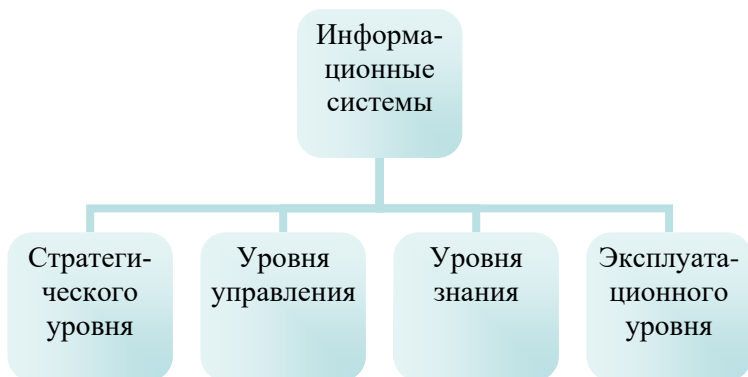 Информа-
ционные
системы
Стратеги-
ческого
уровня
Уровня
управления
Уровня
знания
Эксплуата-
ционного
уровня